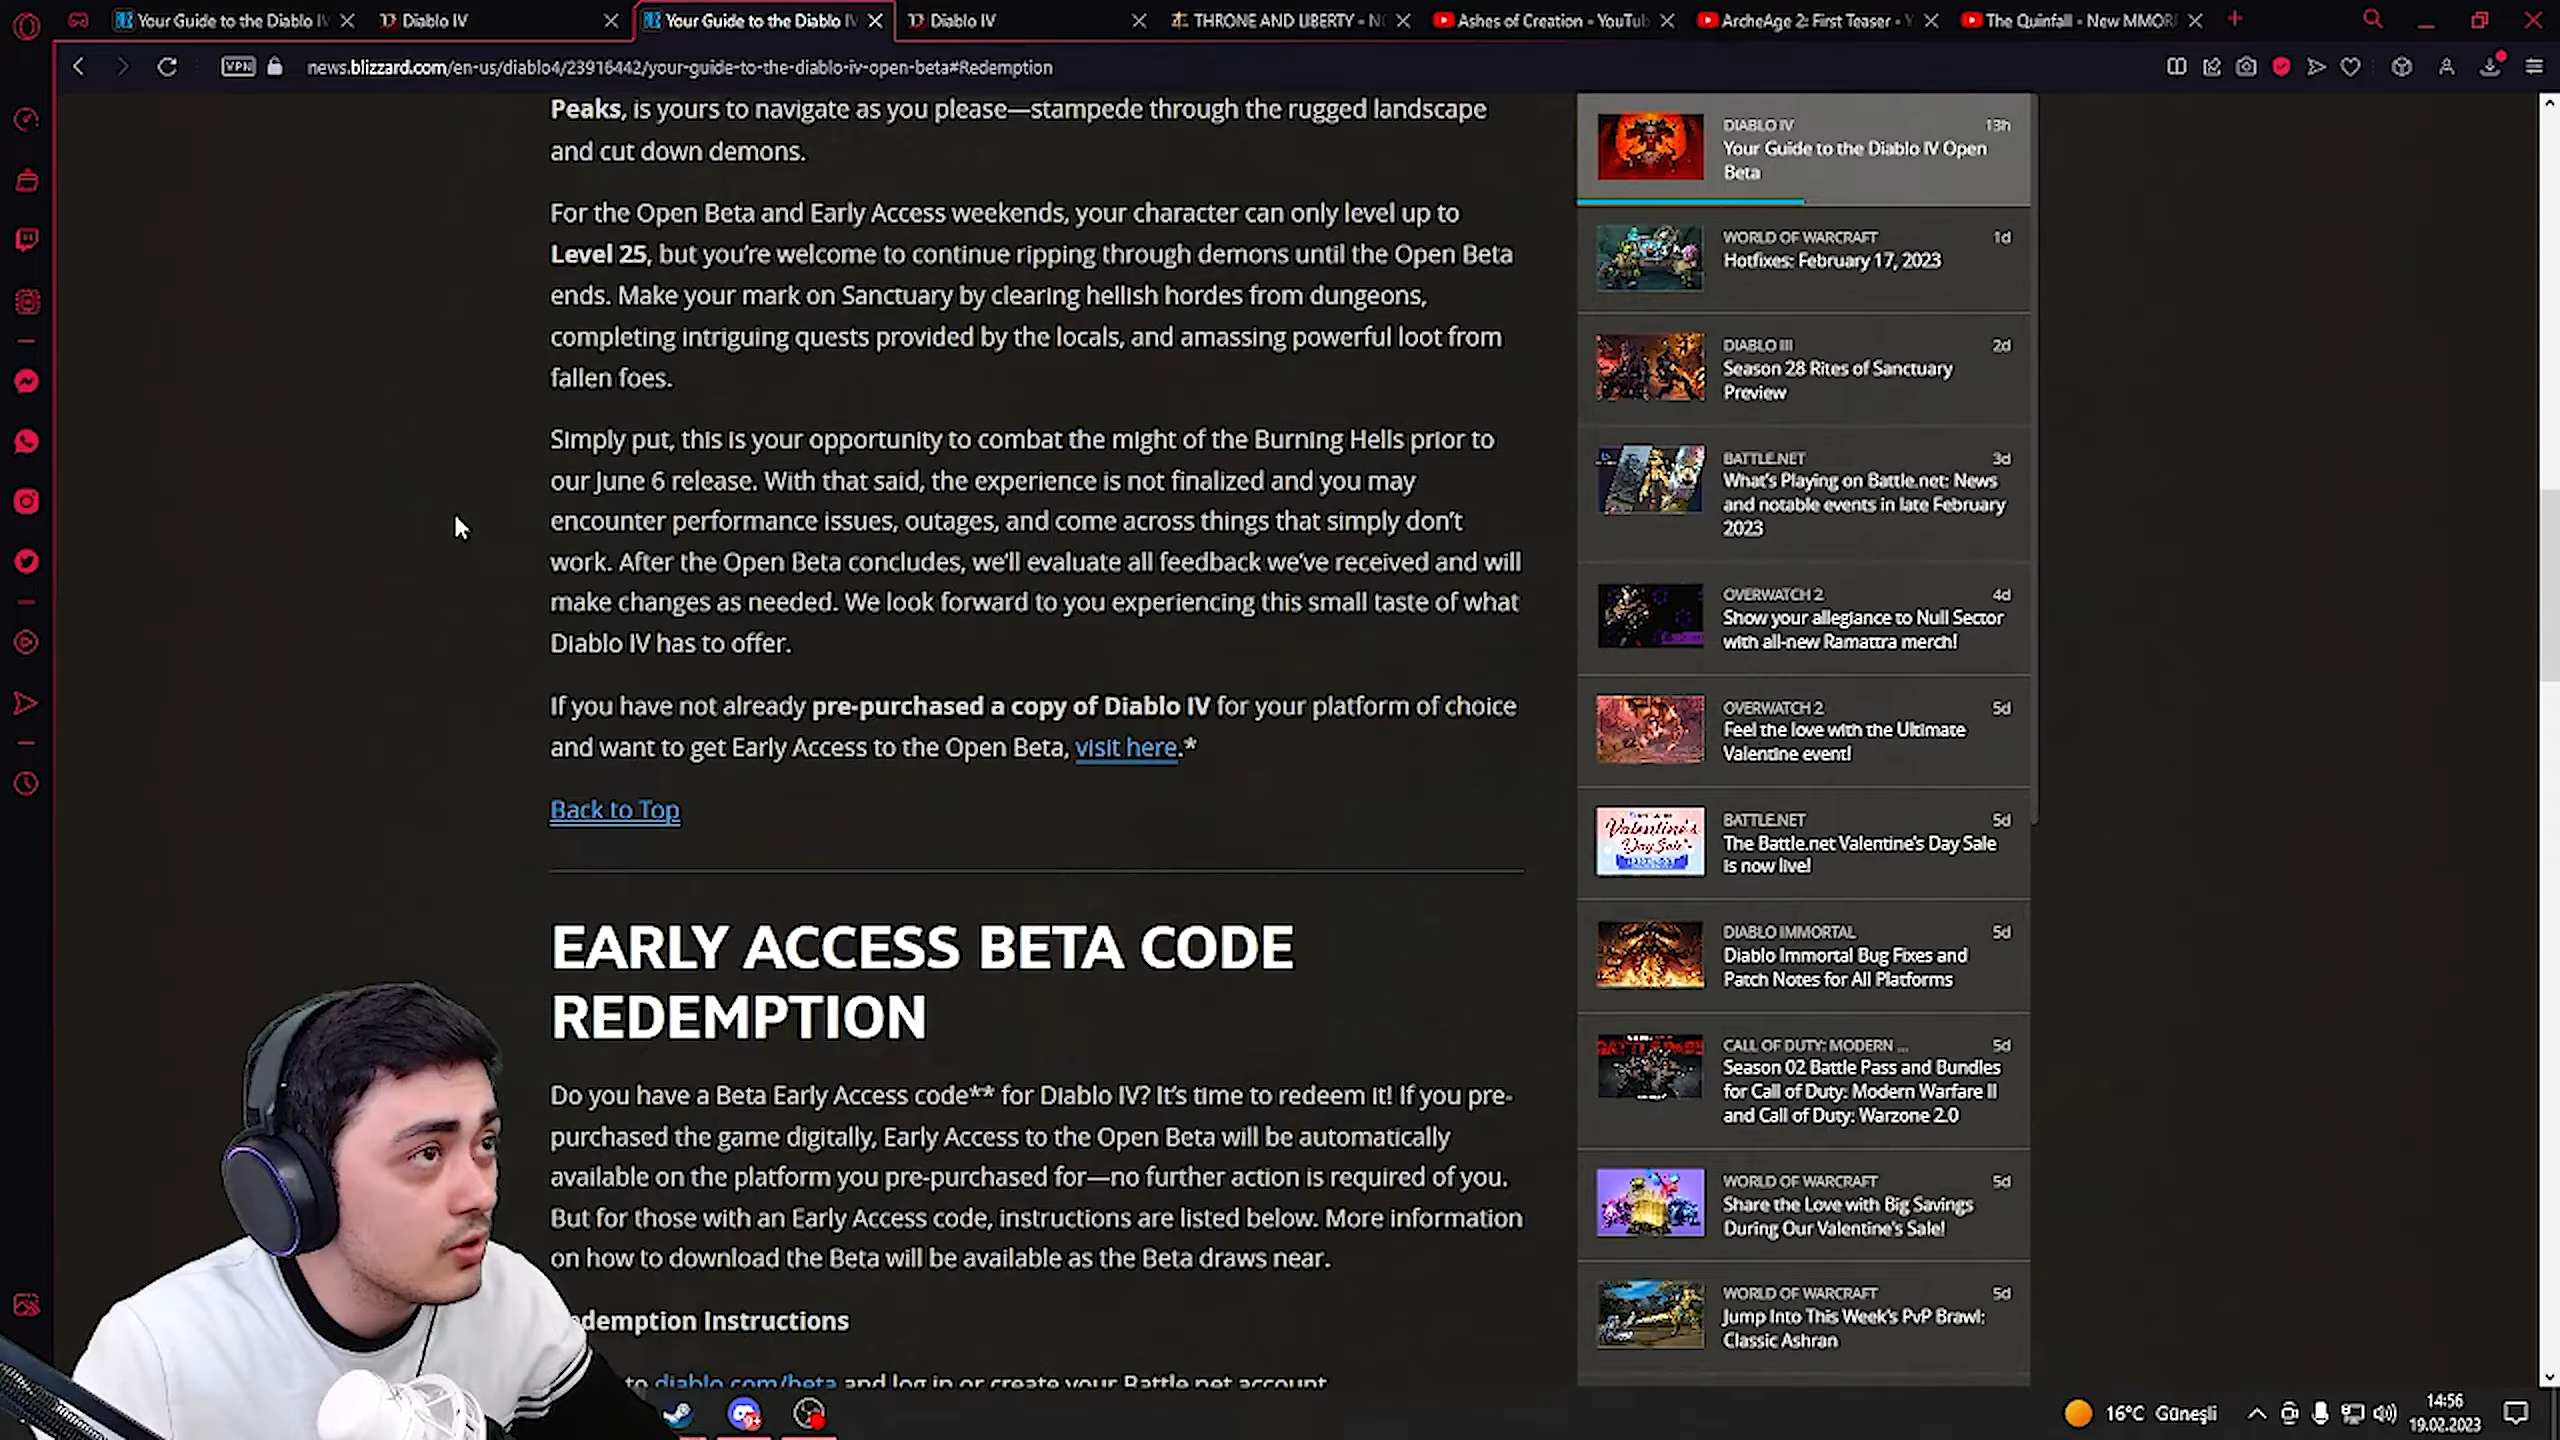 Your Guide to the Diablo IV
Diablo IV
Your Guide to the Diablo IV
Diablo IV
THRONE AND LIBERTY - N
Ashes of Creation - YouTub
ArcheAge 2: First Teaser - Y
The Quinfall - New MMOR
VPN
news.blizzard.com/en-us/diablo4/23916442/your-guide-to-the-diablo-iv-open-beta#Redemption
Peaks, is yours to navigate as you please—stampede through the rugged landscape
and cut down demons.
For the Open Beta and Early Access weekends, your character can only level up to
Level 25, but you’re welcome to continue ripping through demons until the Open Beta
ends. Make your mark on Sanctuary by clearing hellish hordes from dungeons,
completing intriguing quests provided by the locals, and amassing powerful loot from
fallen foes.
Simply put, this is your opportunity to combat the might of the Burning Hells prior to
our June 6 release. With that said, the experience is not finalized and you may
encounter performance issues, outages, and come across things that simply don’t
work. After the Open Beta concludes, we’ll evaluate all feedback we’ve received and will
make changes as needed. We look forward to you experiencing this small taste of what
Diablo IV has to offer.
If you have not already pre-purchased a copy of Diablo IV for your platform of choice
and want to get Early Access to the Open Beta, visit here.*
Back to Top
EARLY ACCESS BETA CODE
REDEMPTION
Do you have a Beta Early Access code** for Diablo IV? It’s time to redeem it! If you pre-
purchased the game digitally, Early Access to the Open Beta will be automatically
available on the platform you pre-purchased for—no further action is required of you.
But for those with an Early Access code, instructions are listed below. More information
on how to download the Beta will be available as the Beta draws near.
demption Instructions
to diablo.com/beta and log in or create your Battle.net account
DIABLO IV 13h
Your Guide to the Diablo IV Open
Beta
WORLD OF WARCRAFT 1d
Hotfixes: February 17, 2023
DIABLO III 2d
Season 28 Rites of Sanctuary
Preview
BATTLE.NET 3d
What's Playing on Battle.net: News
and notable events in late February
2023
OVERWATCH 2 4d
Show your allegiance to Null Sector
with all-new Ramattra merch!
OVERWATCH 2 5d
Feel the love with the Ultimate
Valentine event!
Valentine's
Day Sale
BATTLE.NET 5d
The Battle.net Valentine's Day Sale
is now live!
DIABLO IMMORTAL 5d
Diablo Immortal Bug Fixes and
Patch Notes for All Platforms
CALL OF DUTY: MODERN ... 5d
Season 02 Battle Pass and Bundles
for Call of Duty: Modern Warfare II
and Call of Duty: Warzone 2.0
WORLD OF WARCRAFT 5d
Share the Love with Big Savings
During Our Valentine's Sale!
WORLD OF WARCRAFT 5d
Jump Into This Week's PvP Brawl:
Classic Ashran
9+
16°C Güneşli
14:56
19.02.2023